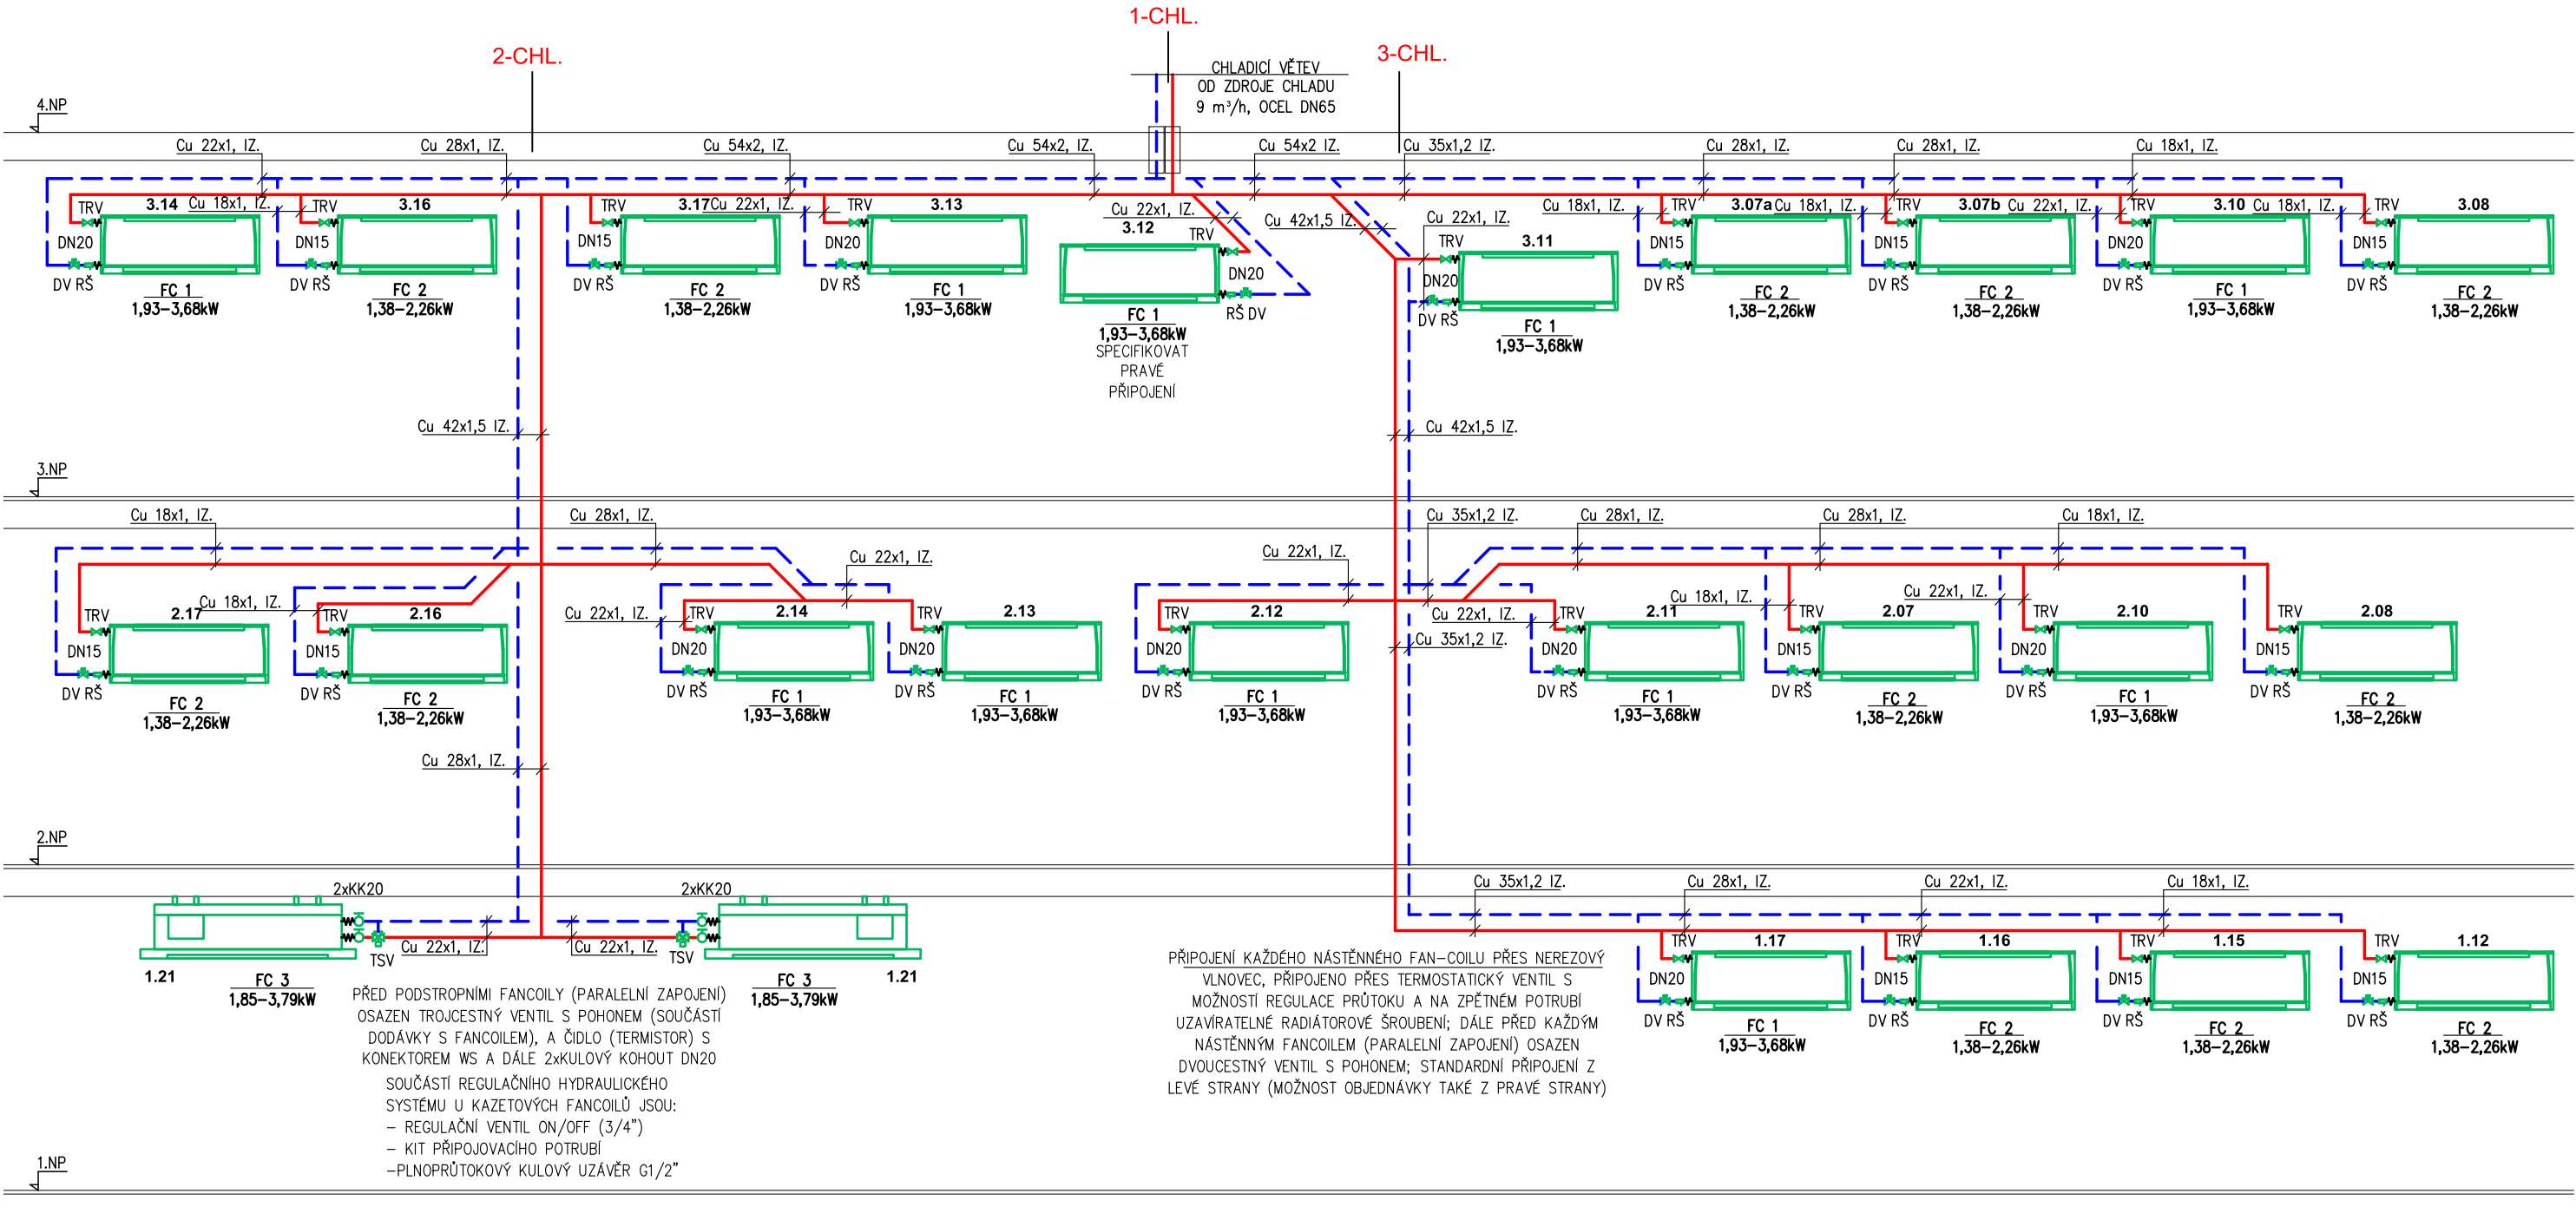 1-CHL.
2-CHL.
3-CHL.
CHLADICÍ VĚTEV
OD ZDROJE CHLADU
9 m³/h, OCEL DN65
4.NP
Cu 22x1, IZ.
Cu 28x1, IZ.
Cu 54x2, IZ.
Cu 54x2, IZ.
Cu 54x2 IZ.
Cu 35x1,2 IZ.
Cu 28x1, IZ.
Cu 28x1, IZ.
Cu 18x1, IZ.
TRV
3.14
Cu 18x1, IZ.
TRV
3.16
TRV
3.17
Cu 22x1, IZ.
TRV
3.13
Cu 22x1, IZ.
3.12
TRV
Cu 42x1,5 IZ.
Cu 22x1, IZ.
TRV
3.11
Cu 18x1, IZ.
TRV
3.07a
Cu 18x1, IZ.
TRV
3.07b
Cu 22x1, IZ.
TRV
3.10
Cu 18x1, IZ.
TRV
3.08
DN20
DN15
DN15
DN20
DN20
DN20
DN15
DN15
DN20
DN15
DV RŠ
DV RŠ
DV RŠ
DV RŠ
RŠ DV
DV RŠ
DV RŠ
DV RŠ
DV RŠ
DV RŠ
FC 1
1,93-3,68kW
FC 2
1,38-2,26kW
FC 2
1,38-2,26kW
FC 1
1,93-3,68kW
FC 1
1,93-3,68kW
SPECIFIKOVAT
PRAVÉ
PŘIPOJENÍ
FC 1
1,93-3,68kW
FC 2
1,38-2,26kW
FC 2
1,38-2,26kW
FC 1
1,93-3,68kW
FC 2
1,38-2,26kW
Cu 42x1,5 IZ.
Cu 42x1,5 IZ.
3.NP
Cu 18x1, IZ.
Cu 28x1, IZ.
Cu 22x1, IZ.
Cu 22x1, IZ.
Cu 35x1,2 IZ.
Cu 28x1, IZ.
Cu 28x1, IZ.
Cu 18x1, IZ.
TRV
2.17
Cu 18x1, IZ.
TRV
2.16
Cu 22x1, IZ.
TRV
2.14
TRV
2.13
TRV
2.12
Cu 22x1, IZ.
Cu 35x1,2 IZ.
TRV
2.11
Cu 18x1, IZ.
TRV
2.07
Cu 22x1, IZ.
TRV
2.10
TRV
2.08
DN15
DN15
DN20
DN20
DN20
DN20
DN15
DN20
DN15
DV RŠ
DV RŠ
DV RŠ
DV RŠ
DV RŠ
DV RŠ
DV RŠ
DV RŠ
DV RŠ
FC 2
1,38-2,26kW
FC 2
1,38-2,26kW
FC 1
1,93-3,68kW
FC 1
1,93-3,68kW
FC 1
1,93-3,68kW
FC 1
1,93-3,68kW
FC 2
1,38-2,26kW
FC 1
1,93-3,68kW
FC 2
1,38-2,26kW
Cu 28x1, IZ.
2.NP
2xKK20
2xKK20
Cu 35x1,2 IZ.
Cu 28x1, IZ.
Cu 22x1, IZ.
Cu 18x1, IZ.
Cu 22x1, IZ.
Cu 22x1, IZ.
TSV
TSV
1.21
FC 3
1,85-3,79kW
FC 3
1,85-3,79kW
1.21
TRV
1.17
TRV
1.16
TRV
1.15
TRV
1.12
DN20
DN15
DN15
DN15
DV RŠ
DV RŠ
DV RŠ
DV RŠ
FC 1
1,93-3,68kW
FC 2
1,38-2,26kW
FC 2
1,38-2,26kW
FC 2
1,38-2,26kW
PŘED PODSTROPNÍMI FANCOILY (PARALELNÍ ZAPOJENÍ)
OSAZEN TROJCESTNÝ VENTIL S POHONEM (SOUČÁSTÍ
DODÁVKY S FANCOILEM), A ČIDLO (TERMISTOR) S
KONEKTOREM WS A DÁLE 2xKULOVÝ KOHOUT DN20
SOUČÁSTÍ REGULAČNÍHO HYDRAULICKÉHO
SYSTÉMU U KAZETOVÝCH FANCOILŮ JSOU:
- REGULAČNÍ VENTIL ON/OFF (3/4")
- KIT PŘIPOJOVACÍHO POTRUBÍ
-PLNOPRŮTOKOVÝ KULOVÝ UZÁVĚR G1/2"
PŘIPOJENÍ KAŽDÉHO NÁSTĚNNÉHO FAN-COILU PŘES NEREZOVÝ
VLNOVEC, PŘIPOJENO PŘES TERMOSTATICKÝ VENTIL S
MOŽNOSTÍ REGULACE PRŮTOKU A NA ZPĚTNÉM POTRUBÍ
UZAVÍRATELNÉ RADIÁTOROVÉ ŠROUBENÍ; DÁLE PŘED KAŽDÝM
NÁSTĚNNÝM FANCOILEM (PARALELNÍ ZAPOJENÍ) OSAZEN
DVOUCESTNÝ VENTIL S POHONEM; STANDARDNÍ PŘIPOJENÍ Z
LEVÉ STRANY (MOŽNOST OBJEDNÁVKY TAKÉ Z PRAVÉ STRANY)
1.NP